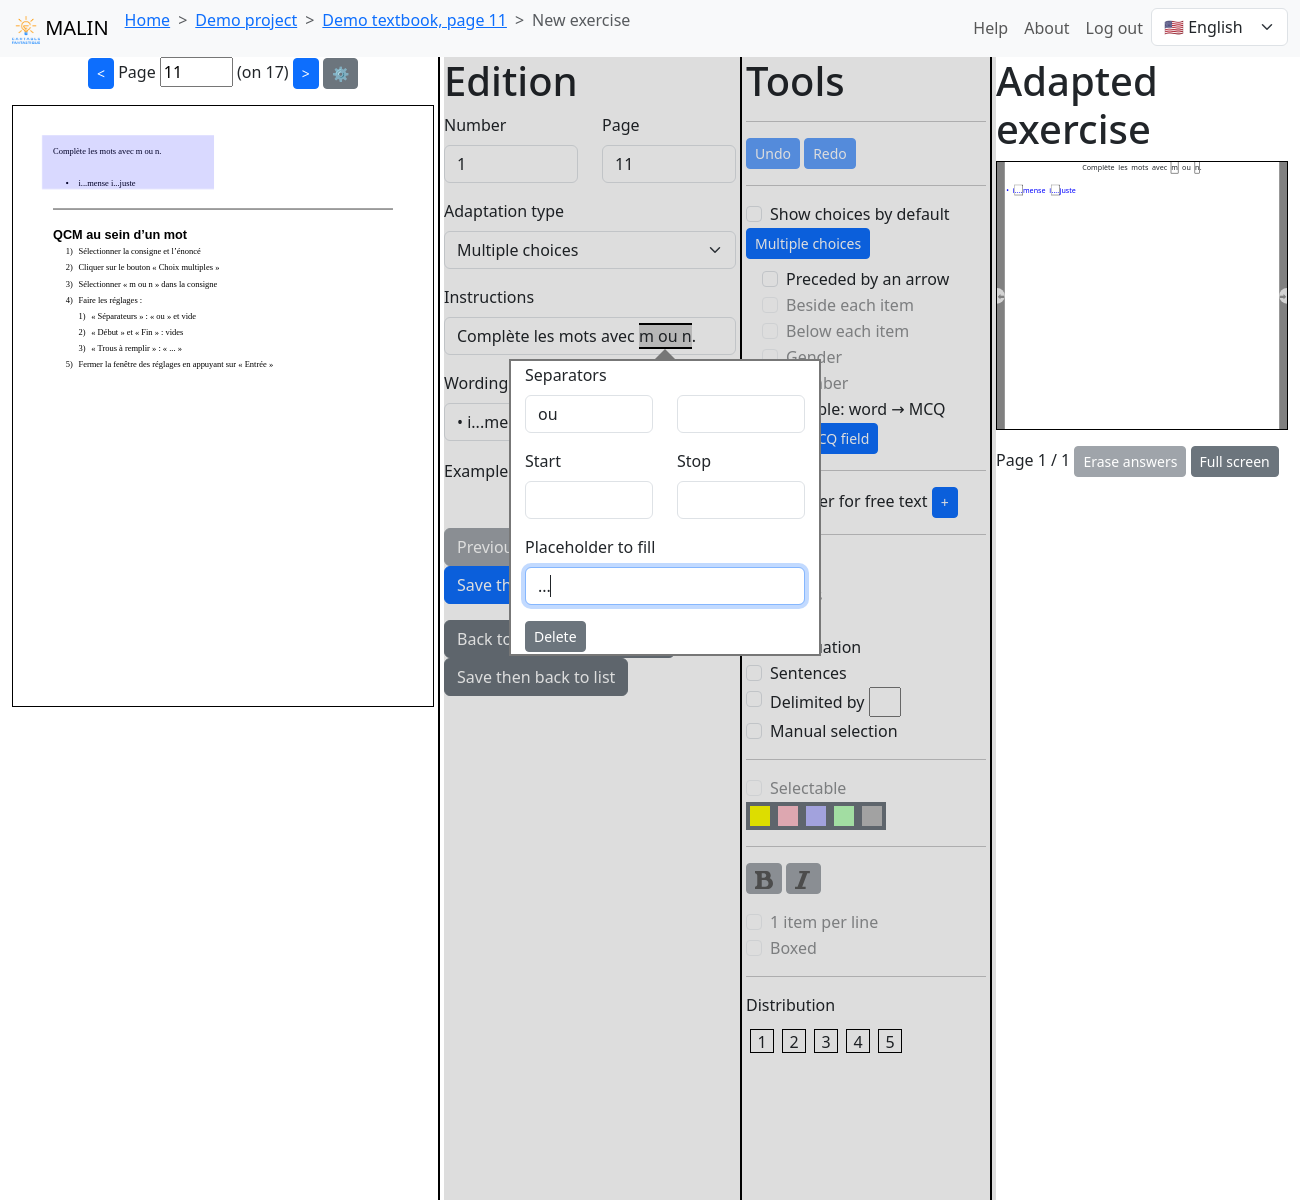 MALIN
Home > Demo project > Demo textbook, page 11 > New exercise
Help About Log out 🇺🇸 English
< Page 11 (on 17) > ⚙️
Complète les mots avec m ou n.
• i...mense i...juste
QCM au sein d’un mot
1) Sélectionner la consigne et l’énoncé
2) Cliquer sur le bouton « Choix multiples »
3) Sélectionner « m ou n » dans la consigne
4) Faire les réglages :
1) « Séparateurs » : « ou » et vide
2) « Début » et « Fin » : vides
3) « Trous à remplir » : « ... »
5) Fermer la fenêtre des réglages en appuyant sur « Entrée »
Edition
Number Page
1 11
Adaptation type
Multiple choices
Instructions
Complète les mots avec m ou n.
Wording
• i...me
Example
Previou
Save th
Back to
Save then back to list
Separators
ou
Start Stop
Placeholder to fill
...
Delete
Tools
Undo Redo
Show choices by default
Multiple choices
Preceded by an arrow
Beside each item
Below each item
Gender
ber
ple: word → MCQ
CQ field
er for free text +
ation
Sentences
Delimited by
Manual selection
Selectable
B I
1 item per line
Boxed
Distribution
1 2 3 4 5
Adapted
exercise
Complète les mots avec m ou n.
• i...mense i...juste
Page 1 / 1 Erase answers Full screen